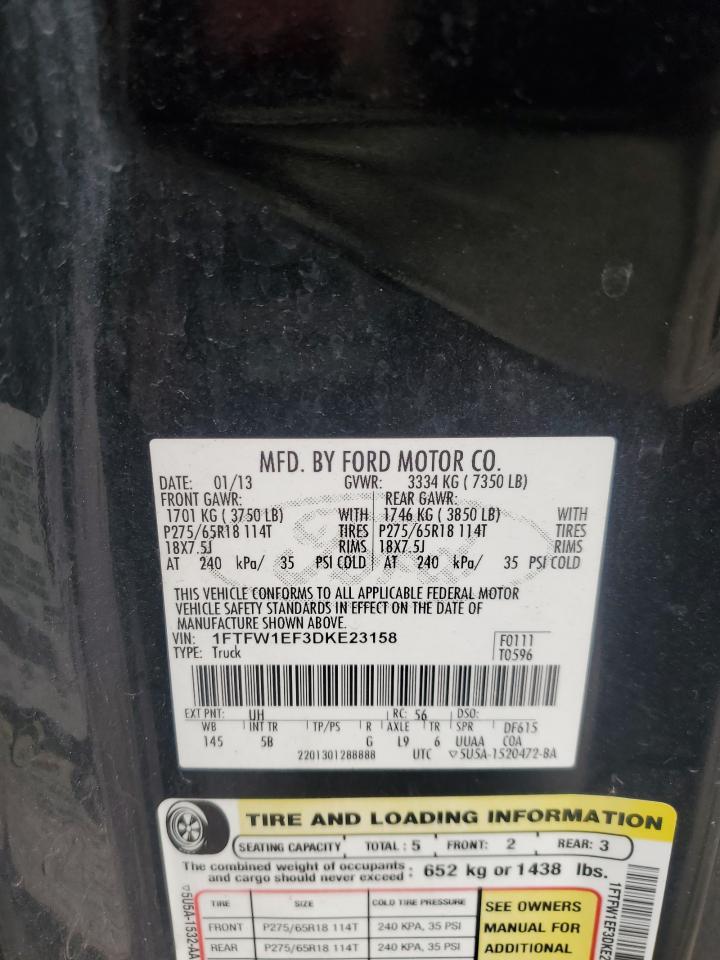 MFD. BY FORD MOTOR CO.
DATE: 01/13 GVWR: 3334 KG ( 7350 LB)
FRONT GAWR: REAR GAWR:
1701 KG ( 3750 LB) WITH 1746 KG ( 3850 LB) WITH
P275/65R18 114T TIRES P275/65R18 114T TIRES
18X7.5J RIMS 18X7.5J RIMS
AT 240 kPa/ 35 PSI COLD AT 240 kPa/ 35 PSI COLD
THIS VEHICLE CONFORMS TO ALL APPLICABLE FEDERAL MOTOR
VEHICLE SAFETY STANDARDS IN EFFECT ON THE DATE OF
MANUFACTURE SHOWN ABOVE.
VIN: 1FTFW1EF3DKE23158 F0111
TYPE: Truck T0596
EXT PNT: UH RC: 56 DSO:
WB INT TR TP/PS R AXLE TR SPR DF615
145 5B G L9 6 UUAA COA
2201301288888 UTC ▽5U5A-1520472-BA
TIRE AND LOADING INFORMATION
SEATING CAPACITY TOTAL : 5 FRONT: 2 REAR: 3
The combined weight of occupants
and cargo should never exceed : 652 kg or 1438 lbs.
TIRE SIZE COLD TIRE PRESSURE
FRONT P275/65R18 114T 240 KPA, 35 PSI
REAR P275/65R18 114T 240 KPA, 35 PSI
SEE OWNERS
MANUAL FOR
ADDITIONAL
▽5U5A-1532-AA
1FTFW1EF3DKE2